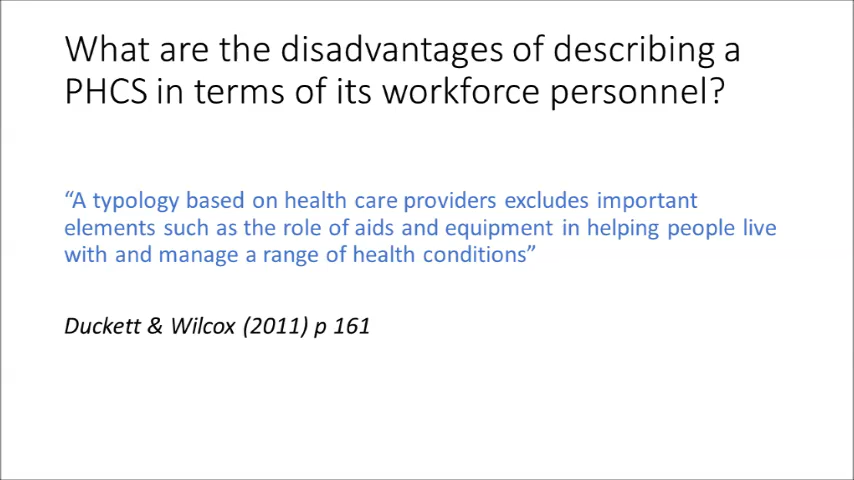 What are the disadvantages of describing a
PHCS in terms of its workforce personnel?
“A typology based on health care providers excludes important
elements such as the role of aids and equipment in helping people live
with and manage a range of health conditions”
Duckett & Wilcox (2011) p 161